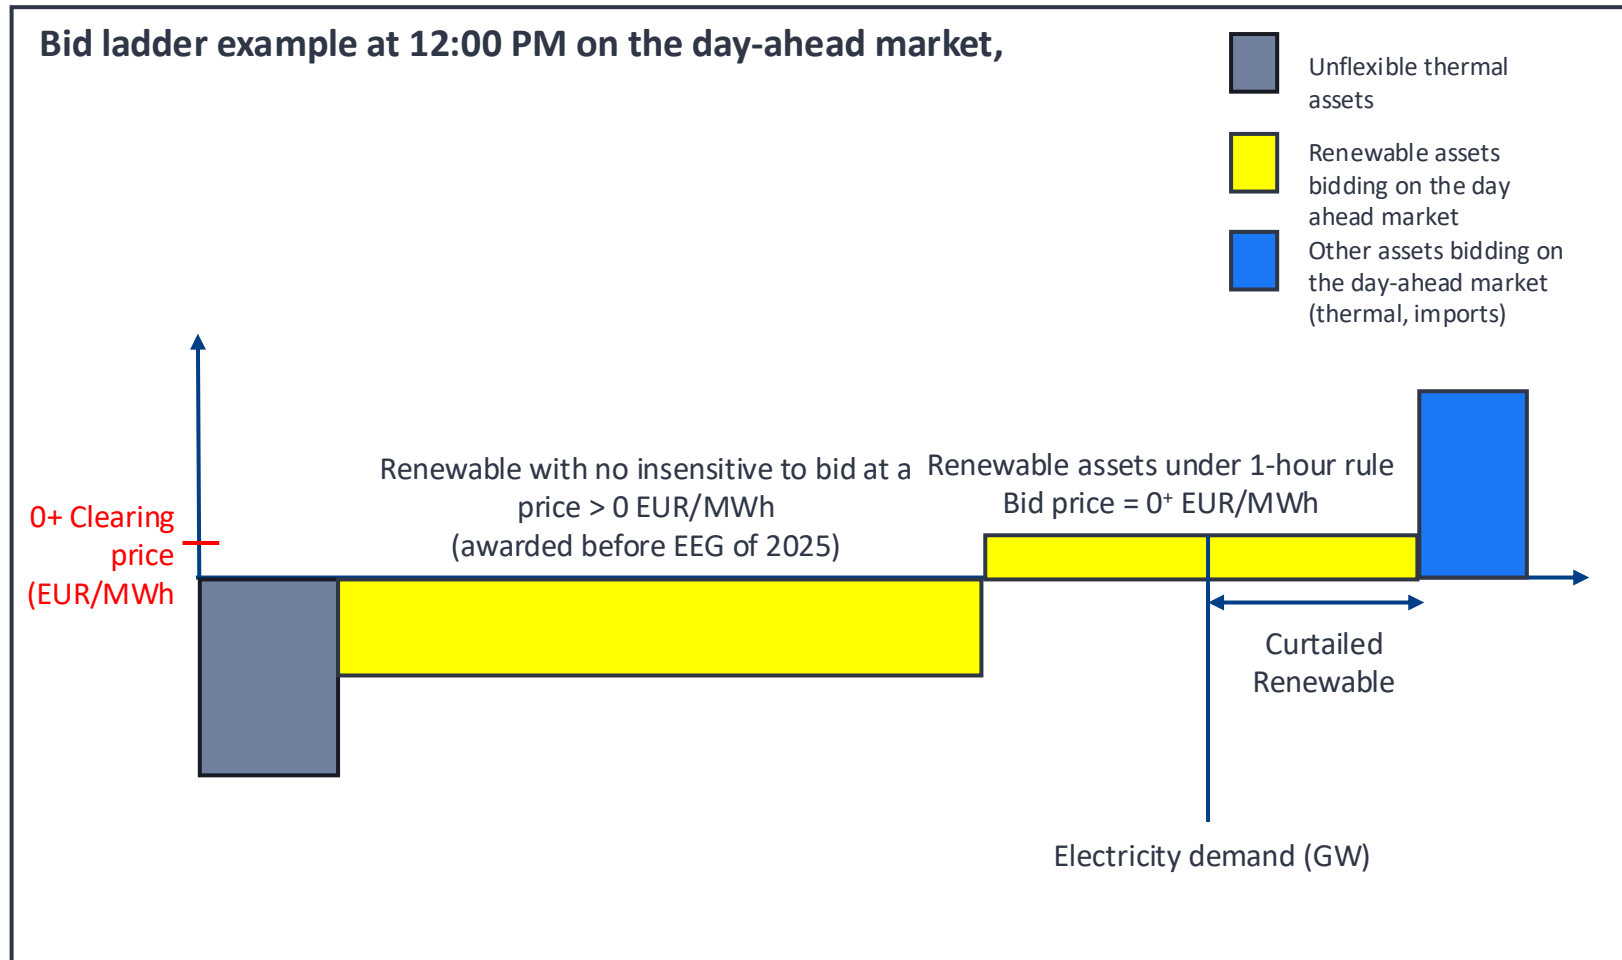 Bid ladder example at 12:00 PM on the day-ahead market,
Unflexible thermal
assets
Renewable assets
bidding on the day
ahead market
Other assets bidding on
the day-ahead market
(thermal, imports)
Renewable with no insensitive to bid at a
price > 0 EUR/MWh
(awarded before EEG of 2025)
Renewable assets under 1-hour rule
Bid price = 0⁺ EUR/MWh
0+ Clearing
price
(EUR/MWh
Curtailed
Renewable
Electricity demand (GW)